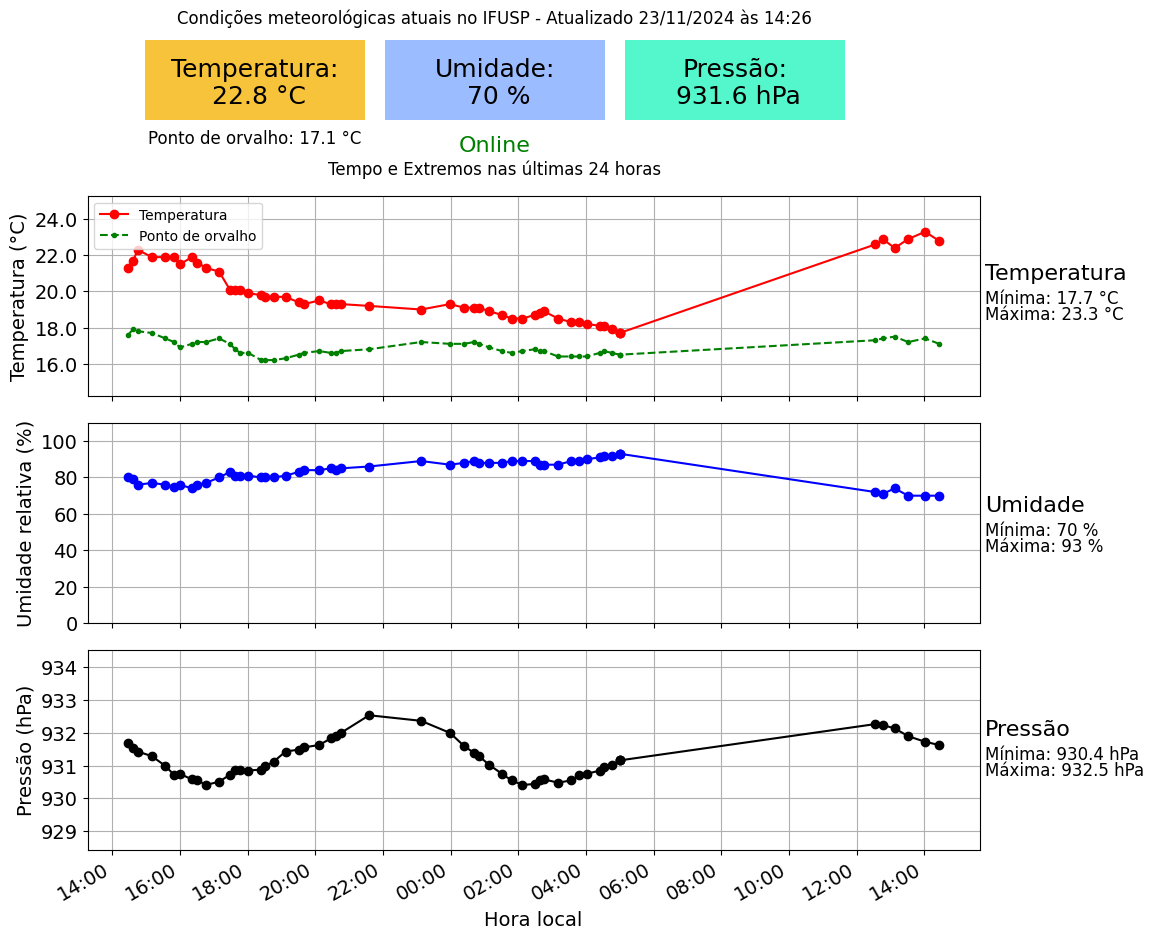 Condições meteorológicas atuais no IFUSP - Atualizado 23/11/2024 às 14:26
Temperatura:
22.8 °C
Umidade:
70 %
Pressão:
931.6 hPa
Ponto de orvalho: 17.1 °C
Online
Tempo e Extremos nas últimas 24 horas
Temperatura (°C)
24.0
22.0
20.0
18.0
16.0
Temperatura
Ponto de orvalho
Temperatura
Mínima: 17.7 °C
Máxima: 23.3 °C
Umidade relativa (%)
100
80
60
40
20
0
Umidade
Mínima: 70 %
Máxima: 93 %
Pressão (hPa)
934
933
932
931
930
929
Pressão
Mínima: 930.4 hPa
Máxima: 932.5 hPa
14:00
16:00
18:00
20:00
22:00
00:00
02:00
04:00
06:00
08:00
10:00
12:00
14:00
Hora local